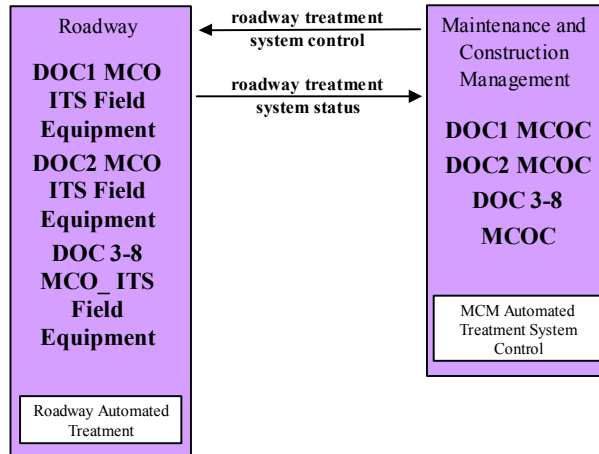 Roadway
DOC1 MCO
ITS Field
Equipment
DOC2 MCO
ITS Field
Equipment
DOC 3-8
MCO_ ITS
Field
Equipment
Roadway Automated
Treatment
roadway treatment
system control
roadway treatment
system status
Maintenance and
Construction
Management
DOC1 MCOC
DOC2 MCOC
DOC 3-8
MCOC
MCM Automated
Treatment System
Control